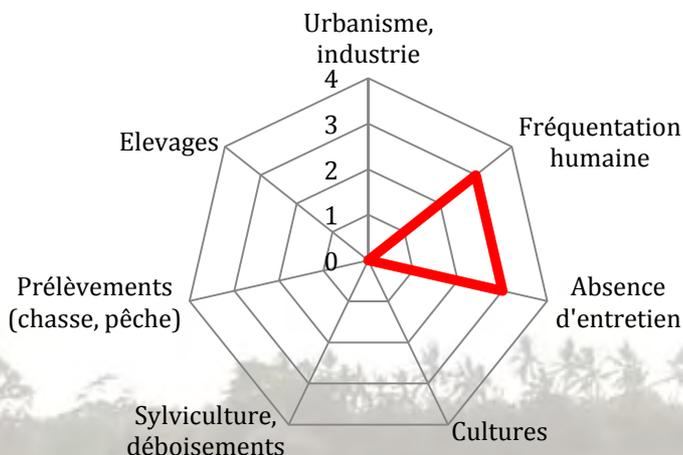 Urbanisme,
industrie
4
3
2
1
0
Fréquentation
humaine
Absence
d'entretien
Cultures
Sylviculture,
déboisements
Prélèvements
(chasse, pêche)
Elevages